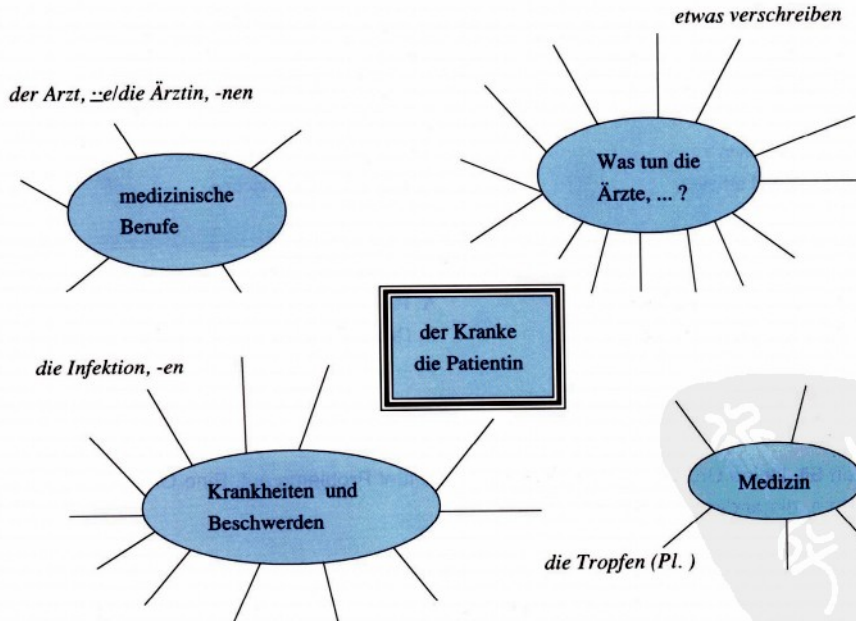 etwas verschreiben
der Arzt, ⸚e/die Ärztin, -nen
medizinische
Berufe
Was tun die
Ärzte, ... ?
der Kranke
die Patientin
die Infektion, -en
Krankheiten und
Beschwerden
Medizin
die Tropfen (Pl. )